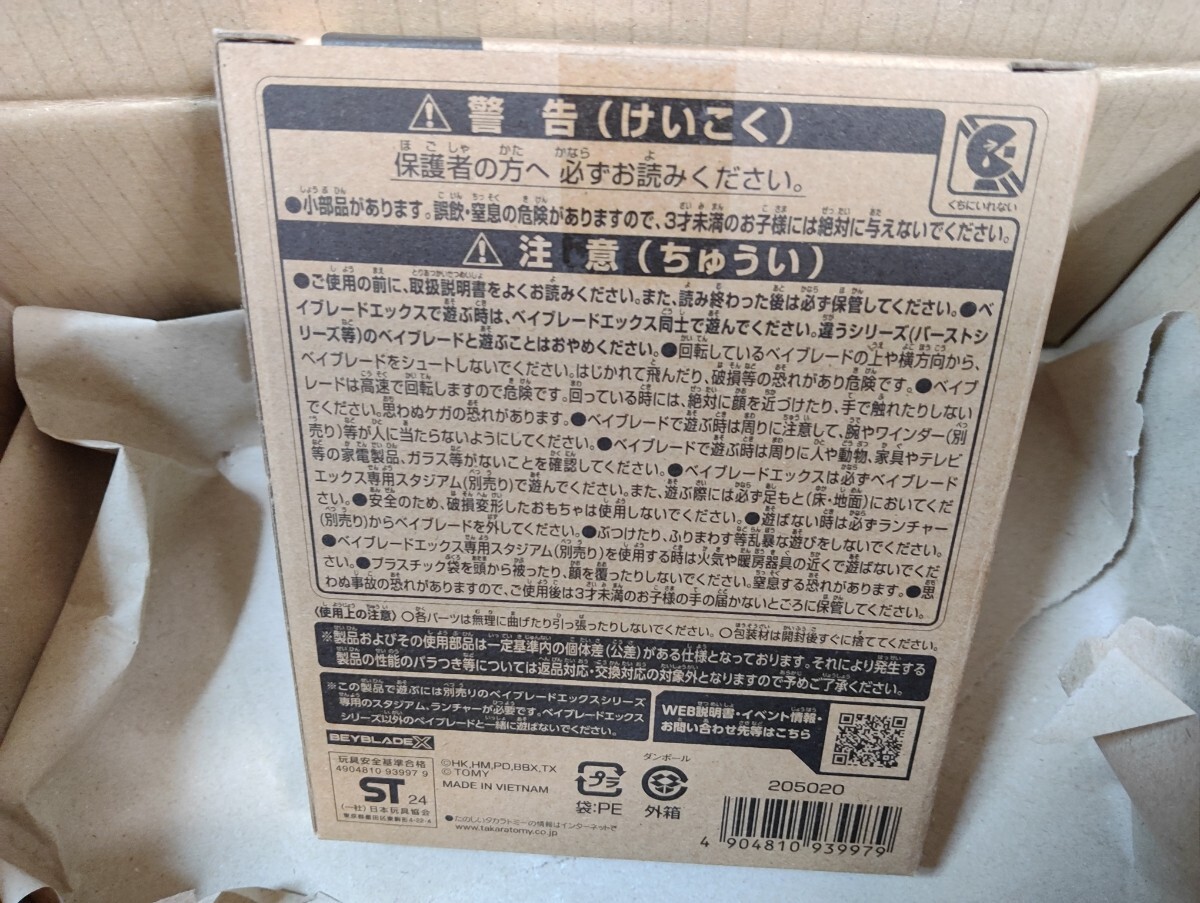 警告(けいこく)
保護者の方へ 必ずお読みください。
くちにいれない
●小部品があります。誤飲・窒息の危険がありますので、3才未満のお子様には絶対に与えないでください。
注意(ちゅうい)
●ご使用の前に、取扱説明書をよくお読みください。また、読み終わった後は必ず保管してください。●ベ
イブレードエックスで遊ぶ時は、ベイブレードエックス同士で遊んでください。違うシリーズ(バーストシ
リーズ等)のベイブレードと遊ぶことはおやめください。●回転しているベイブレードの上や横方向から、
ベイブレードをシュートしないでください。はじかれて飛んだり、破損等の恐れがあり危険です。●ベイブ
レードは高速で回転しますので危険です。回っている時には、絶対に顔を近づけたり、手で触れたりしない
でください。思わぬケガの恐れがあります。●ベイブレードで遊ぶ時は周りに注意して、腕やワインダー(別
売り)等が人に当たらないようにしてください。●ベイブレードで遊ぶ時は周りに人や動物、家具やテレビ
等の家電製品、ガラス等がないことを確認してください。●ベイブレードエックスは必ずベイブレード
エックス専用スタジアム(別売り)で遊んでください。また、遊ぶ際には必ず足もと(床・地面)においてくだ
さい。●安全のため、破損変形したおもちゃは使用しないでください。●遊ばない時は必ずランチャー
(別売り)からベイブレードを外してください。●ぶつけたり、ふりまわす等乱暴な遊びをしないでください。
●ベイブレードエックス専用スタジアム(別売り)を使用する時は火気や暖房器具の近くで遊ばないでくだ
さい。●プラスチック袋を頭から被ったり、顔を覆ったりしないでください。窒息する恐れがあります。●思
わぬ事故の恐れがありますので、ご使用後は3才未満のお子様の手の届かないところに保管してください。
〈使用上の注意〉○各パーツは無理に曲げたり引っ張ったりしないでください。○包装材は開封後すぐに捨ててください。
※製品およびその使用部品は一定基準内の個体差(公差)がある仕様となっております。それにより発生する
製品の性能のバラつき等については返品対応・交換対応の対象外となりますので予めご了承ください。
※この製品で遊ぶには別売りのベイブレードエックスシリーズ
専用のスタジアム、ランチャーが必要です。ベイブレードエックス
シリーズ以外のベイブレードと一緒に遊ばないでください。
WEB説明書・イベント情報・
お問い合わせ先等はこちら
BEYBLADE X
玩具安全基準合格
4904810 93997 9
ST 24
(一社)日本玩具協会
©HK,HM,PD,BBX,TX
© TOMY
MADE IN VIETNAM
プラ
袋:PE
ダンボール
外箱
205020
●たのしいタカラトミーの情報はインターネットで
www.takaratomy.co.jp
4 904810 939979